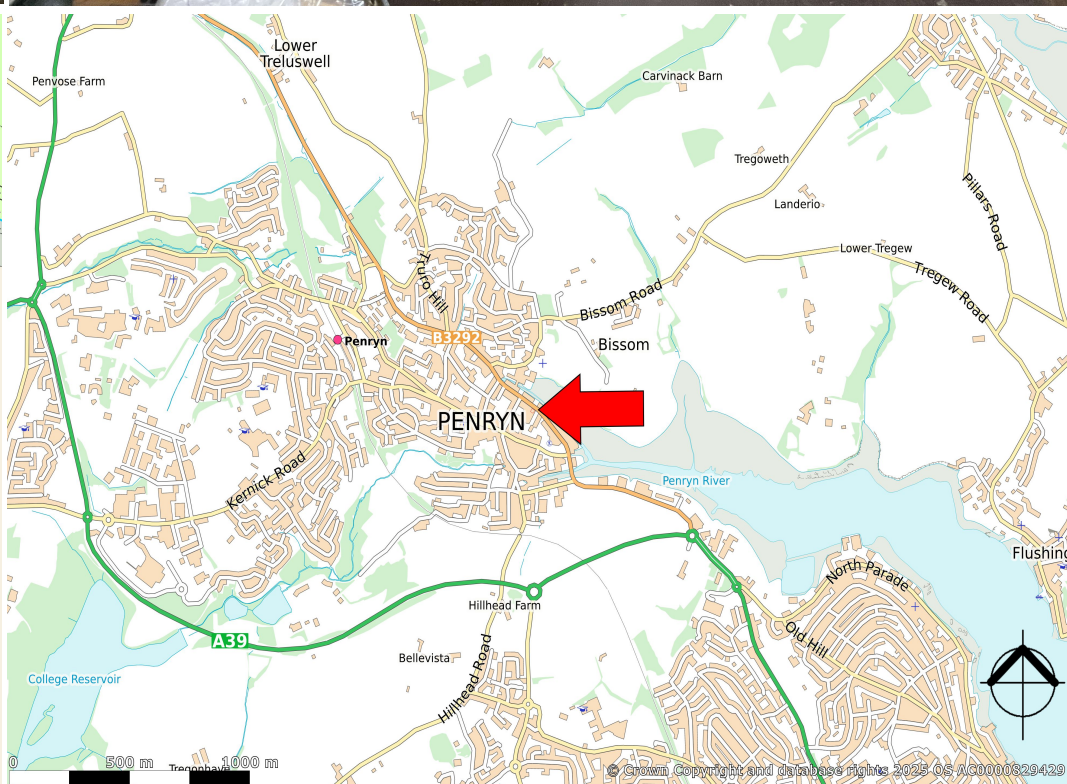 Lower
Treluswell
Penvose Farm
Carvinack Barn
Tregoweth
Landerio
Pillars Road
Lower Tregew
Tregew Road
Truro Hill
Bissom Road
B3292
Penryn
Bissom
PENRYN
Kernick Road
Penryn River
Flushing
North Parade
Hillhead Farm
Old Hill
A39
Bellevista
Hillhead Road
College Reservoir
Tregonhaye
0 500 m 1000 m
© Crown Copyright and database rights 2025 OS AC0000829429